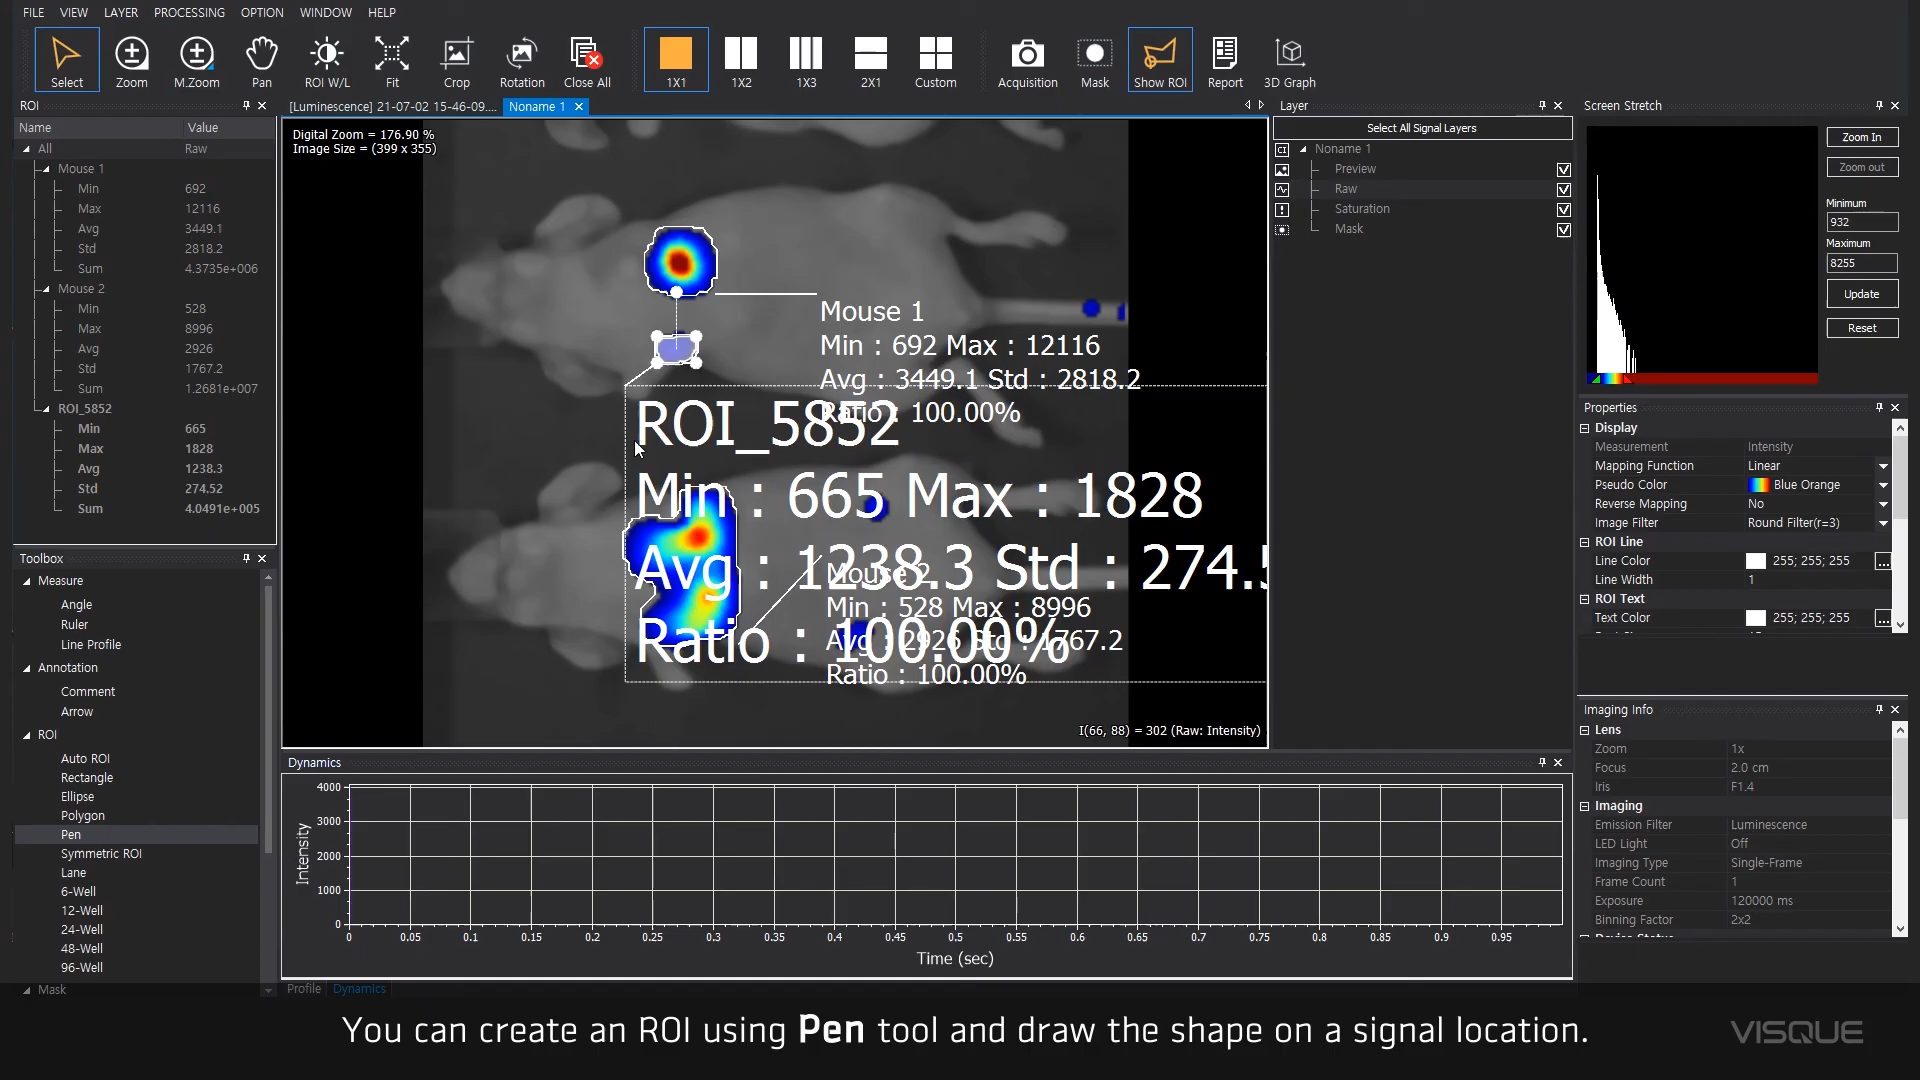 FILE VIEW LAYER PROCESSING OPTION WINDOW HELP
Select Zoom M.Zoom Pan ROI W/L Fit Crop Rotation Close All 1X1 1X2 1X3 2X1 Custom Acquisition Mask Show ROI Report 3D Graph
ROI
Name Value
All Raw
Mouse 1
Min 692
Max 12116
Avg 3449.1
Std 2818.2
Sum 4.3735e+006
Mouse 2
Min 528
Max 8996
Avg 2926
Std 1767.2
Sum 1.2681e+007
ROI_5852
Min 665
Max 1828
Avg 1238.3
Std 274.52
Sum 4.0491e+005
Toolbox
Measure
Angle
Ruler
Line Profile
Annotation
Comment
Arrow
ROI
Auto ROI
Rectangle
Ellipse
Polygon
Pen
Symmetric ROI
Lane
6-Well
12-Well
24-Well
48-Well
96-Well
Mask
[Luminescence] 21-07-02 15-46-09.... Noname 1
Digital Zoom = 176.90 %
Image Size = (399 x 355)
Mouse 1
Min : 692 Max : 12116
Avg : 3449.1 Std : 2818.2
Ratio : 100.00%
ROI_5852
Min : 665 Max : 1828
Avg : 1238.3 Std : 274.5
Ratio : 100.00%
Mouse 2
Min : 528 Max : 8996
Avg : 2926 Std : 1767.2
Ratio : 100.00%
I(66, 88) = 302 (Raw: Intensity)
Dynamics
Intensity
4000
3000
2000
1000
0
0 0.05 0.1 0.15 0.2 0.25 0.3 0.35 0.4 0.45 0.5 0.55 0.6 0.65 0.7 0.75 0.8 0.85 0.9 0.95
Time (sec)
Profile Dynamics
Layer
Select All Signal Layers
CI Noname 1
Preview
Raw
Saturation
Mask
Screen Stretch
Zoom In
Zoom out
Minimum
932
Maximum
8255
Update
Reset
Properties
Display
Measurement Intensity
Mapping Function Linear
Pseudo Color Blue Orange
Reverse Mapping No
Image Filter Round Filter(r=3)
ROI Line
Line Color 255; 255; 255 ...
Line Width 1
ROI Text
Text Color 255; 255; 255 ...
Imaging Info
Lens
Zoom 1x
Focus 2.0 cm
Iris F1.4
Imaging
Emission Filter Luminescence
LED Light Off
Imaging Type Single-Frame
Frame Count 1
Exposure 120000 ms
Binning Factor 2x2
You can create an ROI using Pen tool and draw the shape on a signal location.
VISQUE